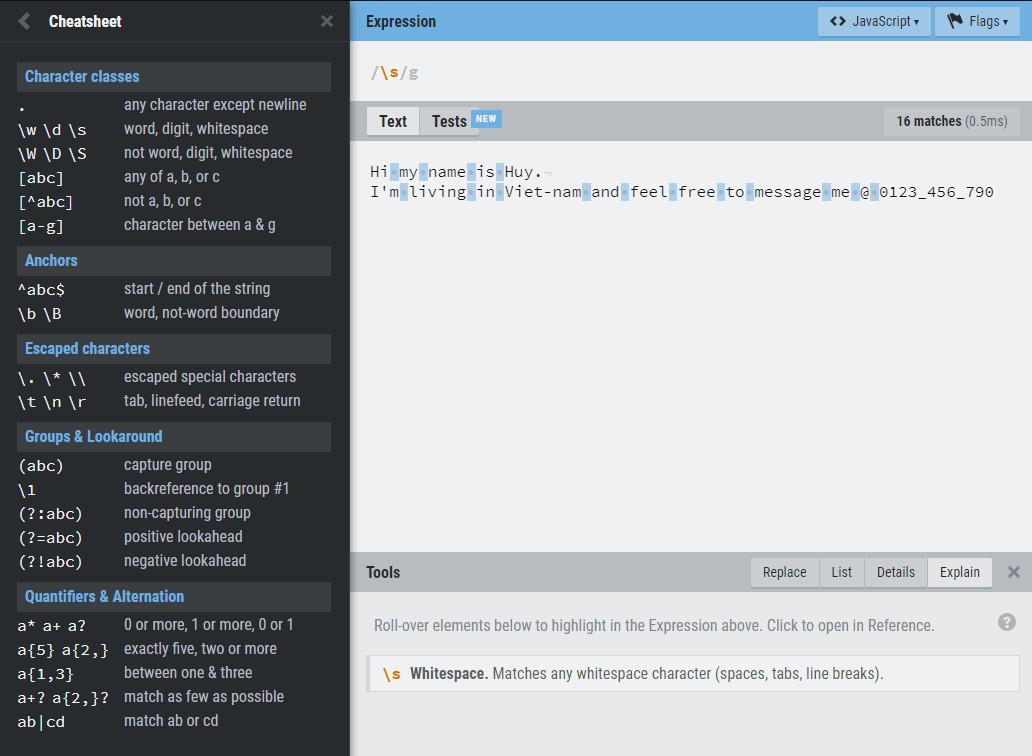 Cheatsheet
Character classes
. any character except newline
\w \d \s word, digit, whitespace
\W \D \S not word, digit, whitespace
[abc] any of a, b, or c
[^abc] not a, b, or c
[a-g] character between a & g
Anchors
^abc$ start / end of the string
\b \B word, not-word boundary
Escaped characters
\. \* \\ escaped special characters
\t \n \r tab, linefeed, carriage return
Groups & Lookaround
(abc) capture group
\1 backreference to group #1
(?:abc) non-capturing group
(?=abc) positive lookahead
(?!abc) negative lookahead
Quantifiers & Alternation
a* a+ a? 0 or more, 1 or more, 0 or 1
a{5} a{2,} exactly five, two or more
a{1,3} between one & three
a+? a{2,}? match as few as possible
ab|cd match ab or cd
Expression
<> JavaScript ▾ Flags ▾
/\s/g
Text Tests NEW 16 matches (0.5ms)
Hi my name is Huy.¬
I'm living in Viet-nam and feel free to message me @ 0123_456_790
Tools Replace List Details Explain
Roll-over elements below to highlight in the Expression above. Click to open in Reference.
\s Whitespace. Matches any whitespace character (spaces, tabs, line breaks).